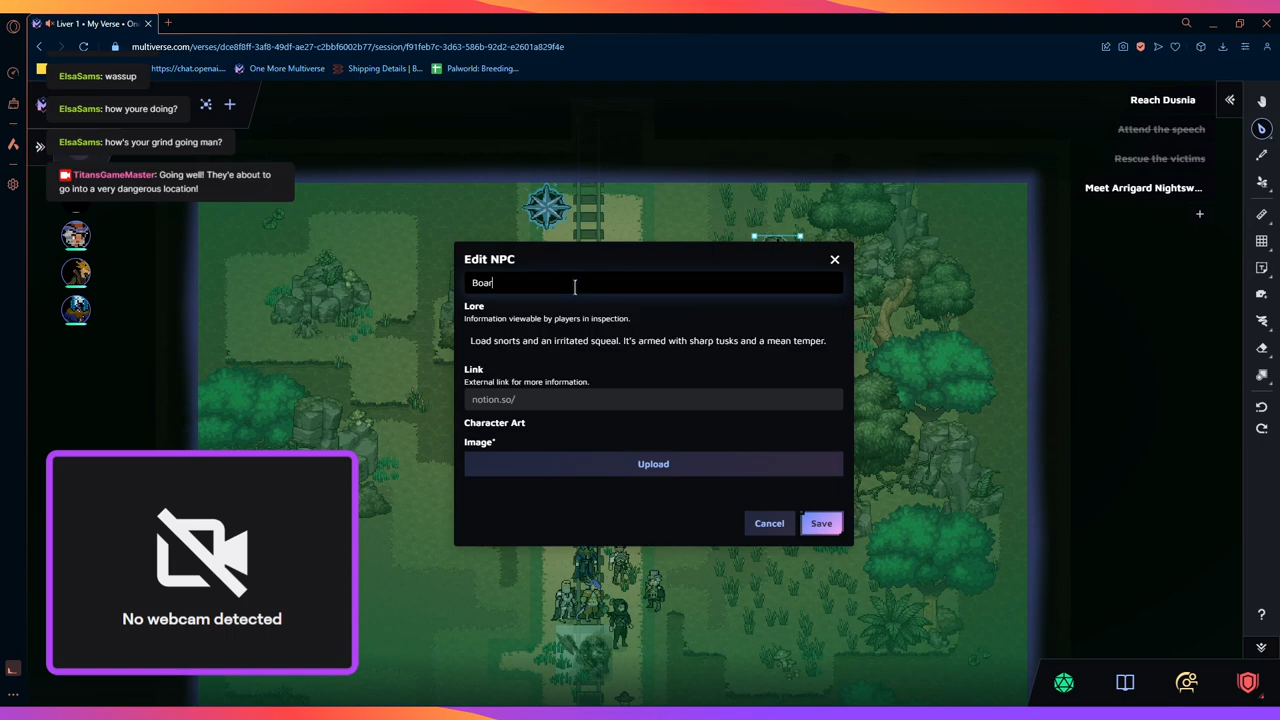 Liver 1 • My Verse • On
multiverse.com/verses/dce8f8ff-3af8-49df-ae27-c2bbf6002b77/session/f91feb7c-3d63-586b-92d2-e2601a829f4e
https://chat.openai....
One More Multiverse
Shipping Details | B...
Palworld: Breeding...
ElsaSams: wassup
ElsaSams: how youre doing?
ElsaSams: how's your grind going man?
TitansGameMaster: Going well! They'e about to
go into a very dangerous location!
Reach Dusnia
Attend the speech
Rescue the victims
Meet Arrigard Nightsw...
Edit NPC
Boar
Lore
Information viewable by players in inspection.
Load snorts and an irritated squeal. It's armed with sharp tusks and a mean temper.
Link
External link for more information.
notion.so/
Character Art
Image*
Upload
Cancel
Save
No webcam detected